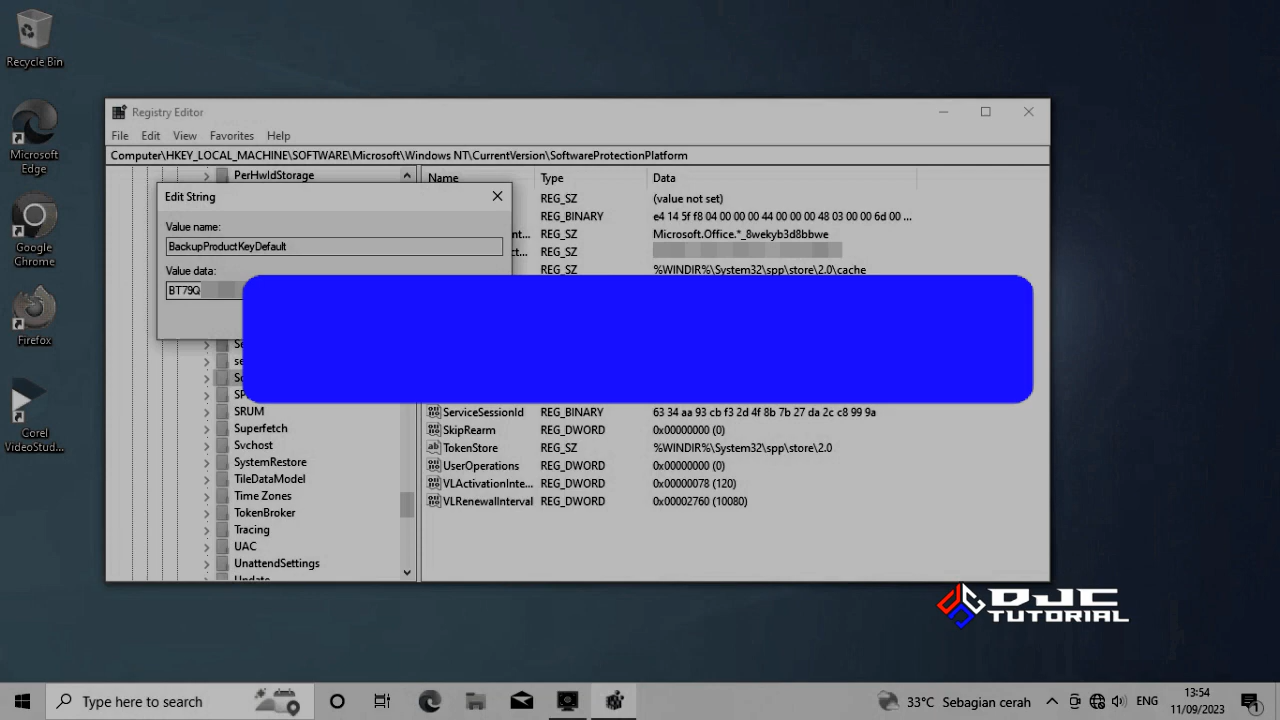 Recycle Bin
Microsoft
Edge
Google
Chrome
Firefox
Corel
VideoStud...
Registry Editor
File Edit View Favorites Help
Computer\HKEY_LOCAL_MACHINE\SOFTWARE\Microsoft\Windows NT\CurrentVersion\SoftwareProtectionPlatform
PerHwIdStorage
Edit String
Value name:
BackupProductKeyDefault
Value data:
BT79Q
SRUM
Superfetch
Svchost
SystemRestore
TileDataModel
Time Zones
TokenBroker
Tracing
UAC
UnattendSettings
Update
Name Type Data
REG_SZ (value not set)
REG_BINARY e4 14 5f f8 04 00 00 00 44 00 00 00 48 03 00 00 6d 00 ...
nt... REG_SZ Microsoft.Office.*_8wekyb3d8bbwe
ct... REG_SZ
REG_SZ %WINDIR%\System32\spp\store\2.0\cache
ServiceSessionId REG_BINARY 63 34 aa 93 cb f3 2d 4f 8b 7b 27 da 2c c8 99 9a
SkipRearm REG_DWORD 0x00000000 (0)
TokenStore REG_SZ %WINDIR%\System32\spp\store\2.0
UserOperations REG_DWORD 0x00000000 (0)
VLActivationInte... REG_DWORD 0x00000078 (120)
VLRenewalInterval REG_DWORD 0x00002760 (10080)
DJC
TUTORIAL
Type here to search
33°C Sebagian cerah
ENG
13:54
11/09/2023
1